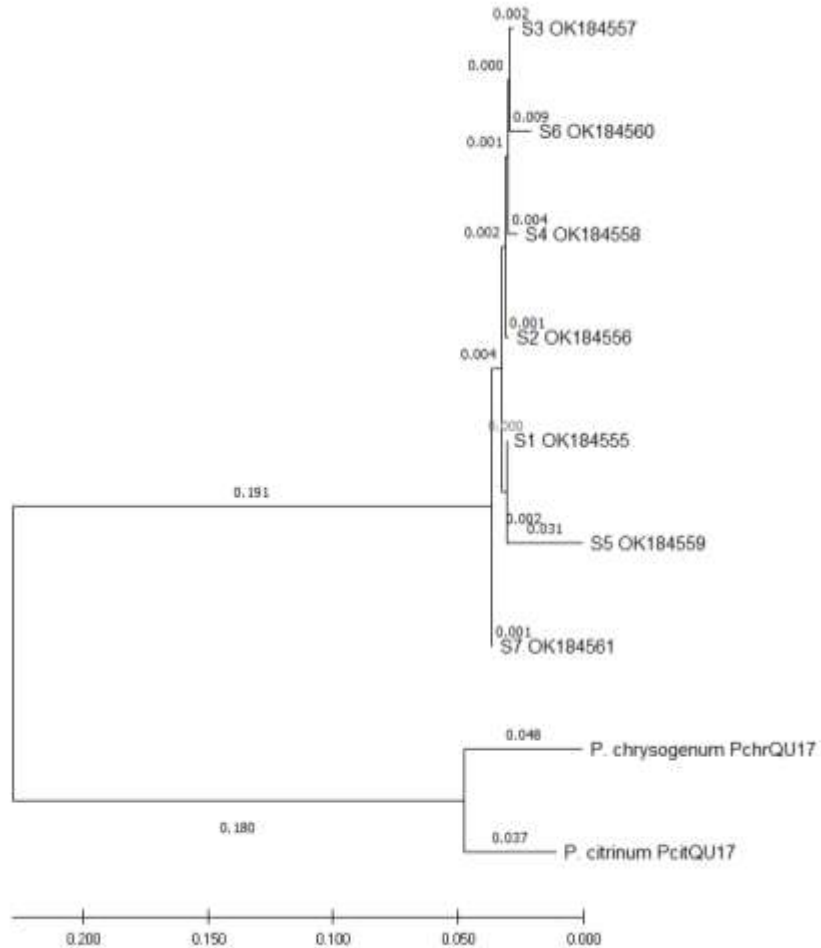 0.002
S3 OK184557
0.000
0.009
S6 OK184560
0.001
0.004
0.002
S4 OK184558
0.001
S2 OK184556
0.004
0.000
S1 OK184555
0.191
0.002
0.031
S5 OK184559
0.001
S7 OK184561
0.048
P. chrysogenum PchrQU17
0.180
0.037
P. citrinum PcitQU17
0.200 0.150 0.100 0.050 0.000